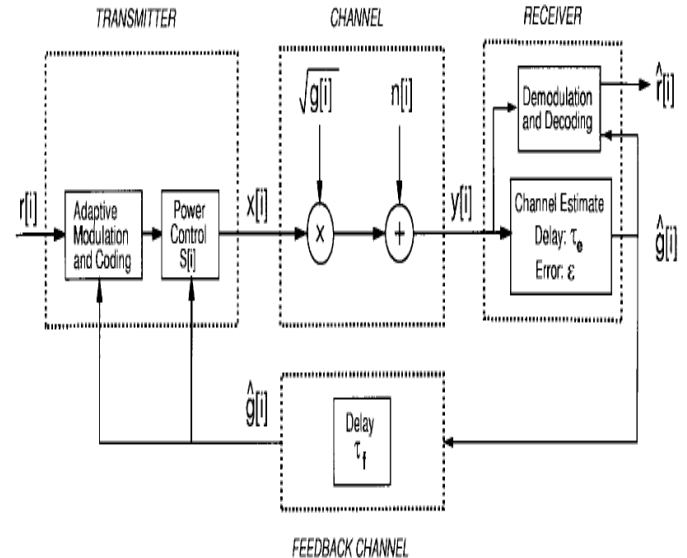 TRANSMITTER
CHANNEL
RECEIVER
r[i]
Adaptive
Modulation
and Coding
Power
Control
S[i]
x[i]
√g[i]
n[i]
×
+
y[i]
Demodulation
and Decoding
r̂[i]
Channel Estimate
Delay: τe
Error: ε
ĝ[i]
ĝ[i]
Delay
τf
FEEDBACK CHANNEL